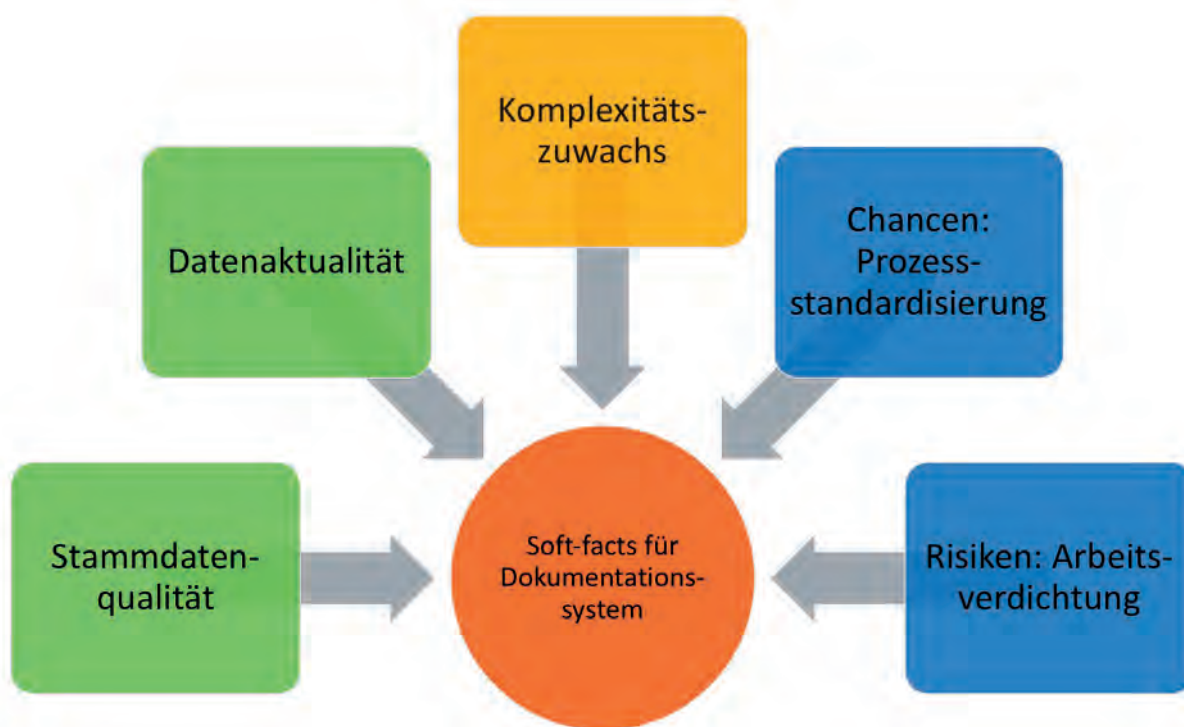 Komplexitäts-
zuwachs
Datenaktualität
Chancen:
Prozess-
standardisierung
Stammdaten-
qualität
Soft-facts für
Dokumentations-
system
Risiken: Arbeits-
verdichtung